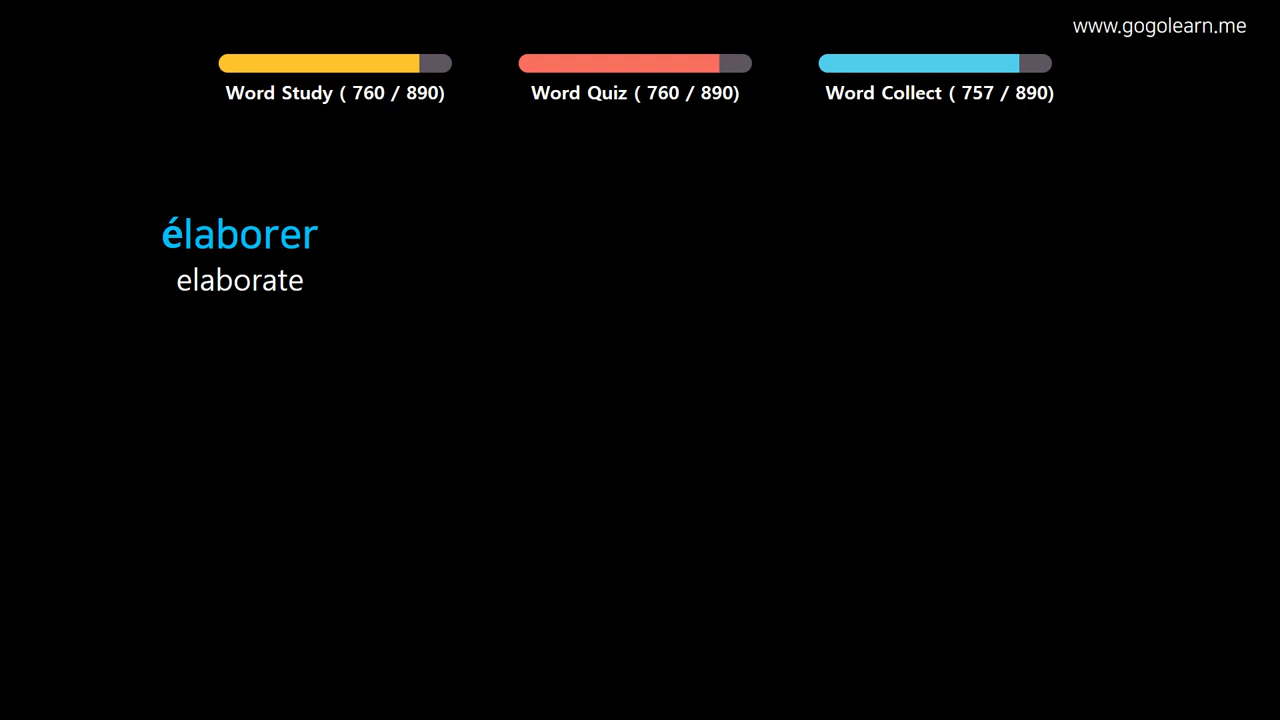 www.gogolearn.me
Word Study ( 760 / 890)
Word Quiz ( 760 / 890)
Word Collect ( 757 / 890)
élaborer
elaborate